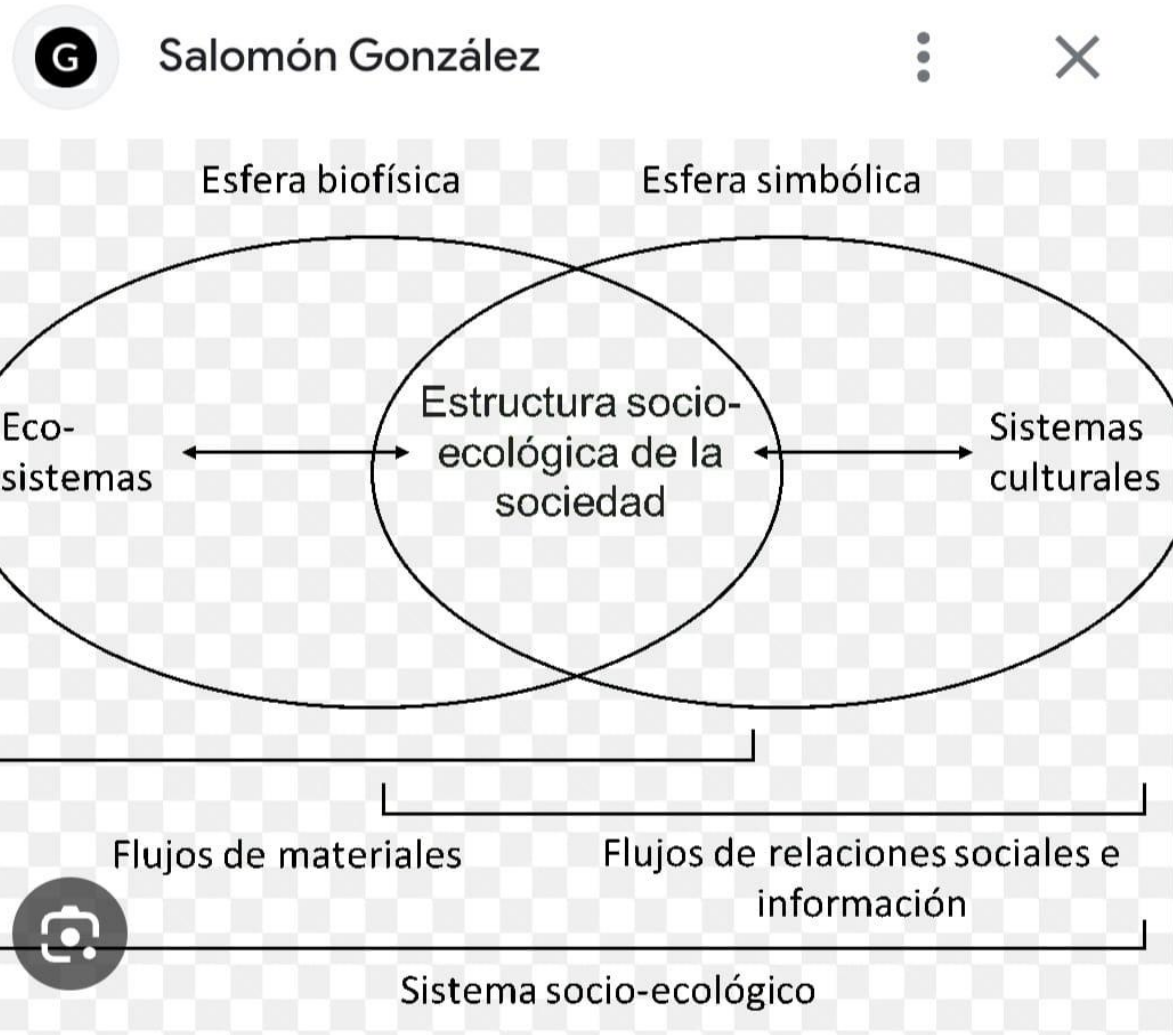 G Salomón González
Esfera biofísica Esfera simbólica
Estructura socio-
ecológica de la
sociedad
Eco-
sistemas
Sistemas
culturales
Flujos de materiales
Flujos de relaciones sociales e
información
Sistema socio-ecológico